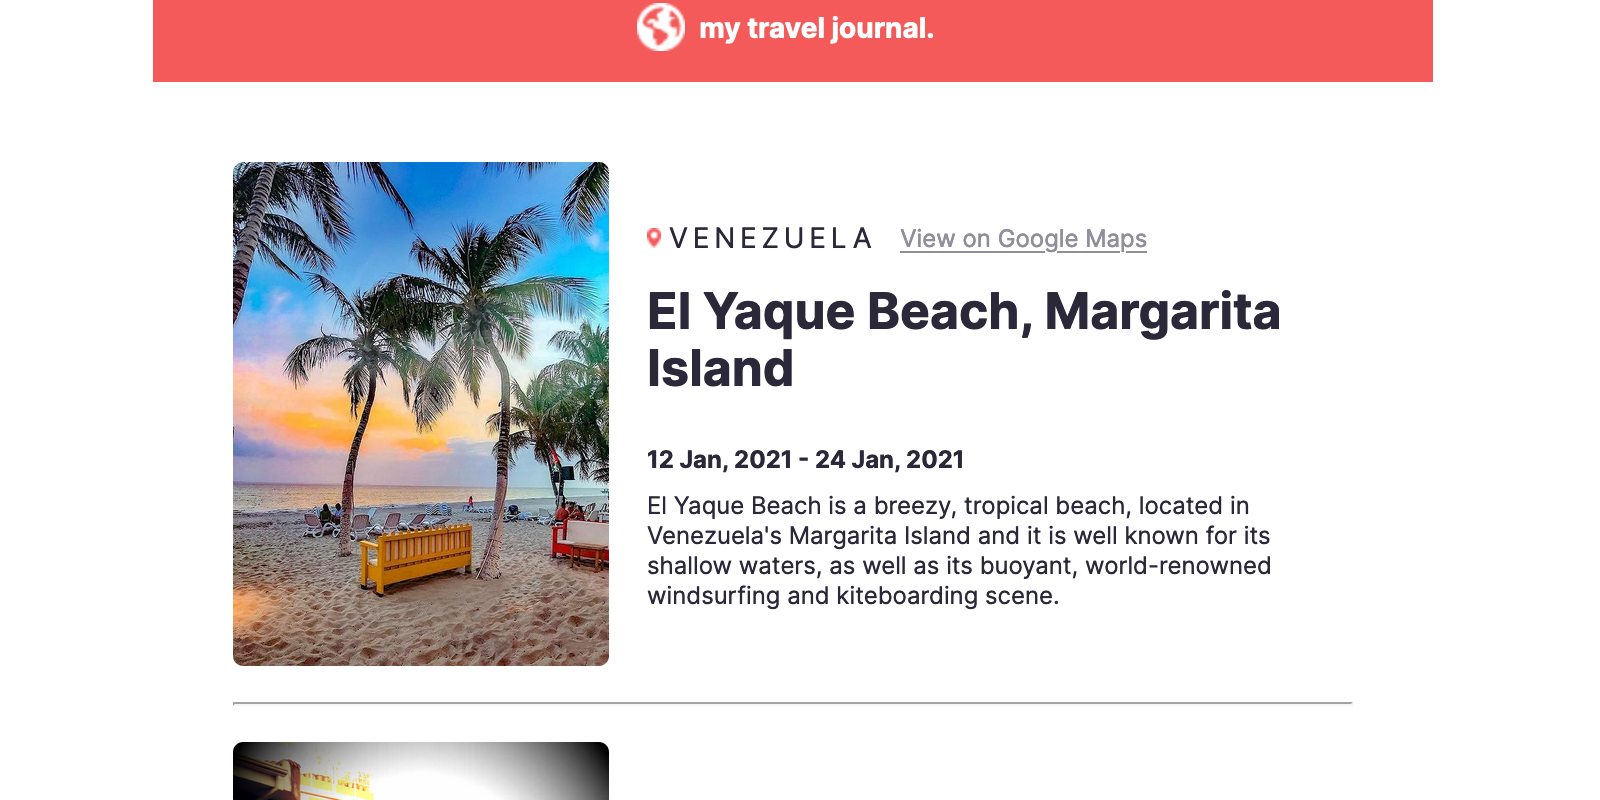 my travel journal.
VENEZUELA View on Google Maps
El Yaque Beach, Margarita
Island
12 Jan, 2021 - 24 Jan, 2021
El Yaque Beach is a breezy, tropical beach, located in
Venezuela's Margarita Island and it is well known for its
shallow waters, as well as its buoyant, world-renowned
windsurfing and kiteboarding scene.